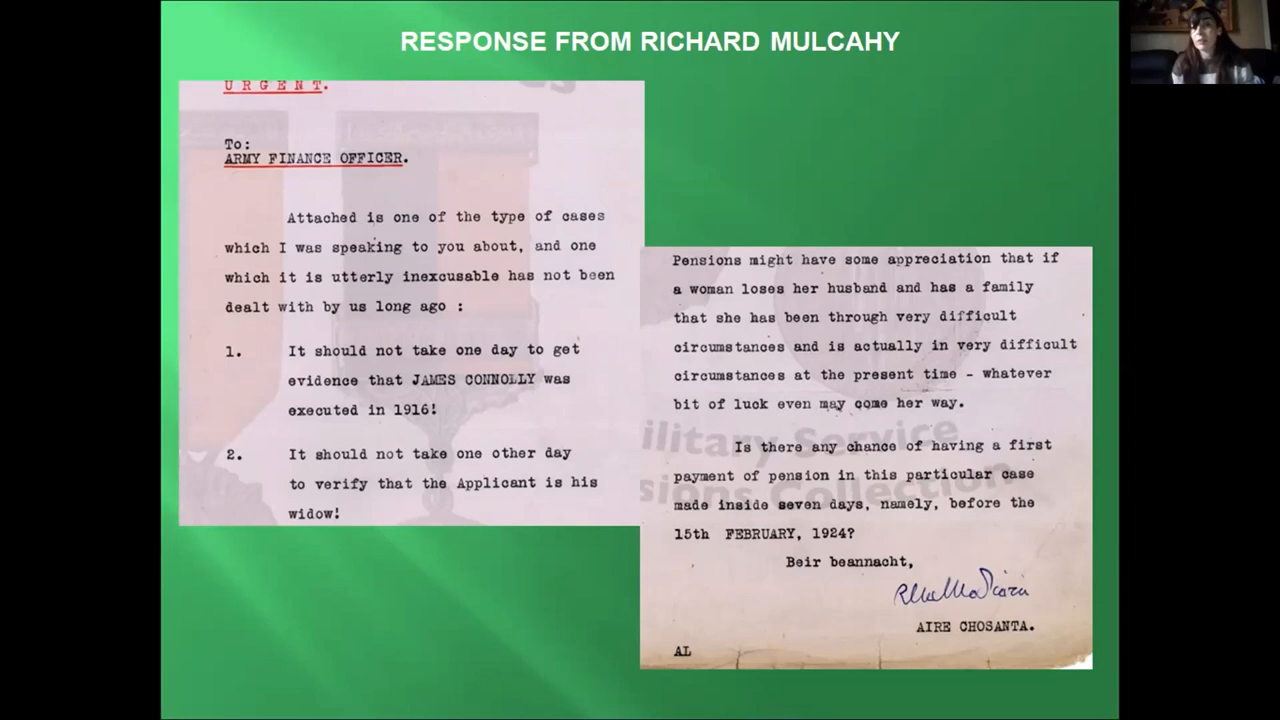 RESPONSE FROM RICHARD MULCAHY
URGENT.
To:
ARMY FINANCE OFFICER.
Attached is one of the type of cases
which I was speaking to you about, and one
which it is utterly inexcusable has not been
dealt with by us long ago :
1. It should not take one day to get
evidence that JAMES CONNOLLY was
executed in 1916!
2. It should not take one other day
to verify that the Applicant is his
widow!
Pensions might have some appreciation that if
a woman loses her husband and has a family
that she has been through very difficult
circumstances and is actually in very difficult
circumstances at the present time - whatever
bit of luck even may come her way.
Is there any chance of having a first
payment of pension in this particular case
made inside seven days, namely, before the
15th FEBRUARY, 1924?
Beir beannacht,
AIRE CHOSANTA.
AL
ilitary Service
sions Collection